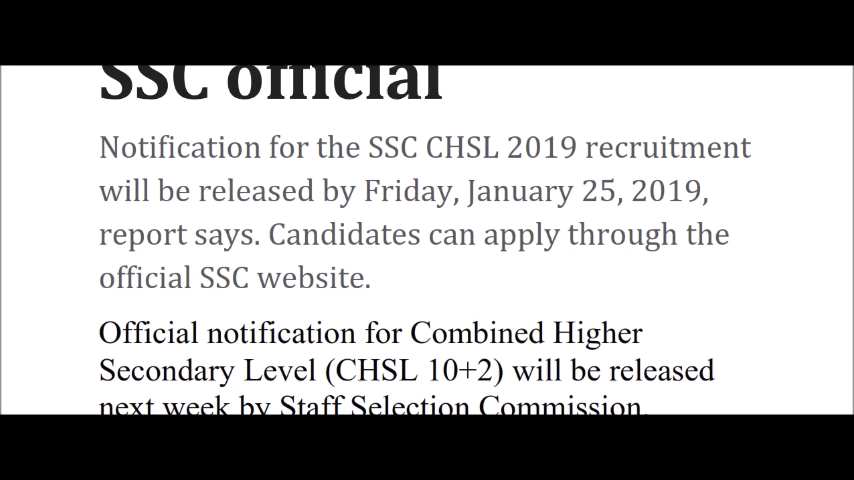 SSC official
Notification for the SSC CHSL 2019 recruitment
will be released by Friday, January 25, 2019,
report says. Candidates can apply through the
official SSC website.
Official notification for Combined Higher
Secondary Level (CHSL 10+2) will be released
next week by Staff Selection Commission.